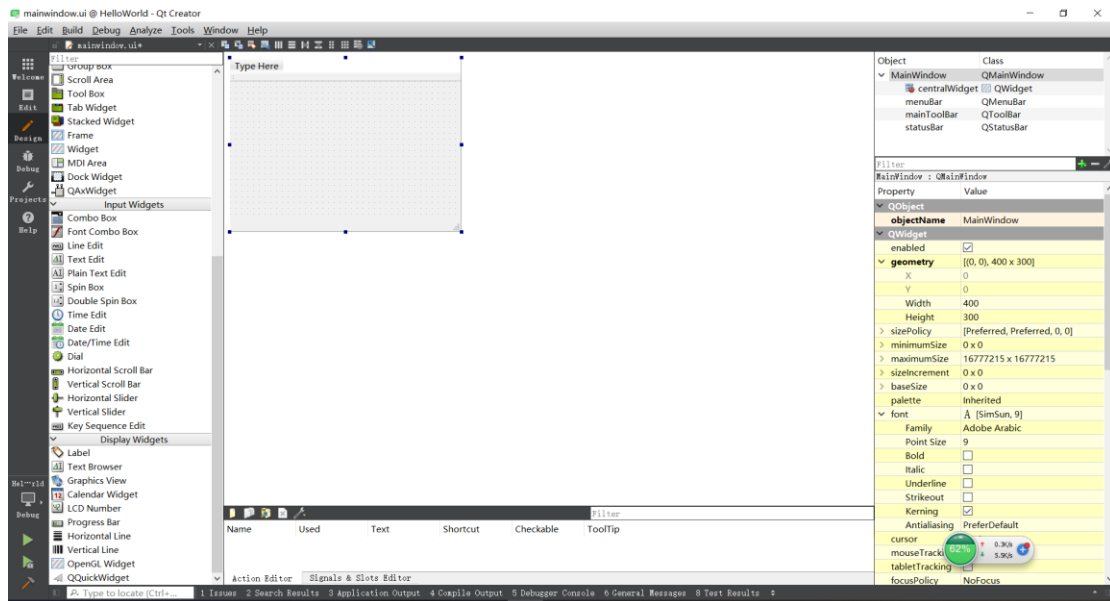 mainwindow.ui @ HelloWorld - Qt Creator
File Edit Build Debug Analyze Tools Window Help
mainwindow.ui*
Welcome
Edit
Design
Debug
Projects
Help
Hel…rld
Debug
Filter
Group Box
Scroll Area
Tool Box
Tab Widget
Stacked Widget
Frame
Widget
MDI Area
Dock Widget
QAxWidget
Input Widgets
Combo Box
Font Combo Box
Line Edit
Text Edit
Plain Text Edit
Spin Box
Double Spin Box
Time Edit
Date Edit
Date/Time Edit
Dial
Horizontal Scroll Bar
Vertical Scroll Bar
Horizontal Slider
Vertical Slider
Key Sequence Edit
Display Widgets
Label
Text Browser
Graphics View
Calendar Widget
LCD Number
Progress Bar
Horizontal Line
Vertical Line
OpenGL Widget
QQuickWidget
Type Here
Filter
Name Used Text Shortcut Checkable ToolTip
Action Editor Signals & Slots Editor
Object Class
MainWindow QMainWindow
centralWidget QWidget
menuBar QMenuBar
mainToolBar QToolBar
statusBar QStatusBar
Filter
MainWindow : QMainWindow
Property Value
QObject
objectName MainWindow
QWidget
enabled
geometry [(0, 0), 400 x 300]
X 0
Y 0
Width 400
Height 300
sizePolicy [Preferred, Preferred, 0, 0]
minimumSize 0 x 0
maximumSize 16777215 x 16777215
sizeIncrement 0 x 0
baseSize 0 x 0
palette Inherited
font A [SimSun, 9]
Family Adobe Arabic
Point Size 9
Bold
Italic
Underline
Strikeout
Kerning
Antialiasing PreferDefault
cursor
mouseTracki
tabletTracking
focusPolicy NoFocus
62%
0.3K/s
5.9K/s
Type to locate (Ctrl+... 1 Issues 2 Search Results 3 Application Output 4 Compile Output 5 Debugger Console 6 General Messages 8 Test Results